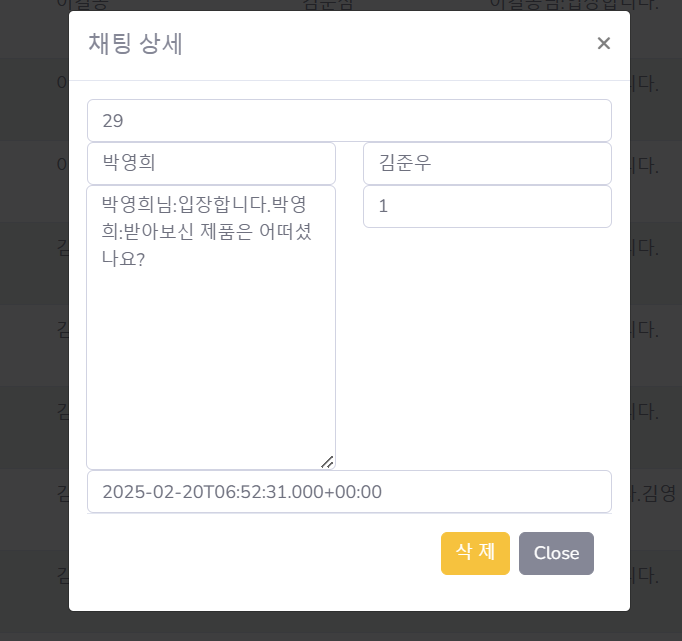 채팅 상세
×
29
박영희
김준우
박영희님:입장합니다.박영
희:받아보신 제품은 어떠셨
나요?
1
2025-02-20T06:52:31.000+00:00
삭 제
Close